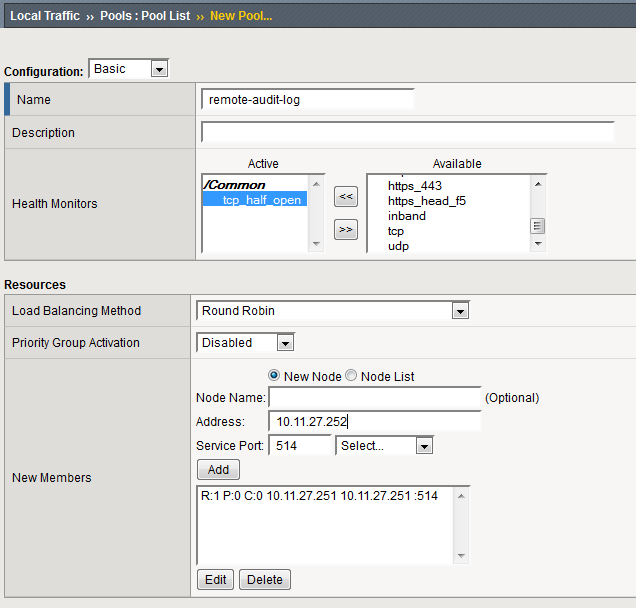 Local Traffic ›› Pools : Pool List ›› New Pool...
Configuration: Basic
Name remote-audit-log
Description
Active Available
Health Monitors
/Common
tcp_half_open
<<
>>
https_443
https_head_f5
inband
tcp
udp
Resources
Load Balancing Method Round Robin
Priority Group Activation Disabled
New Members
New Node Node List
Node Name: (Optional)
Address: 10.11.27.252
Service Port: 514 Select...
Add
R:1 P:0 C:0 10.11.27.251 10.11.27.251 :514
Edit Delete